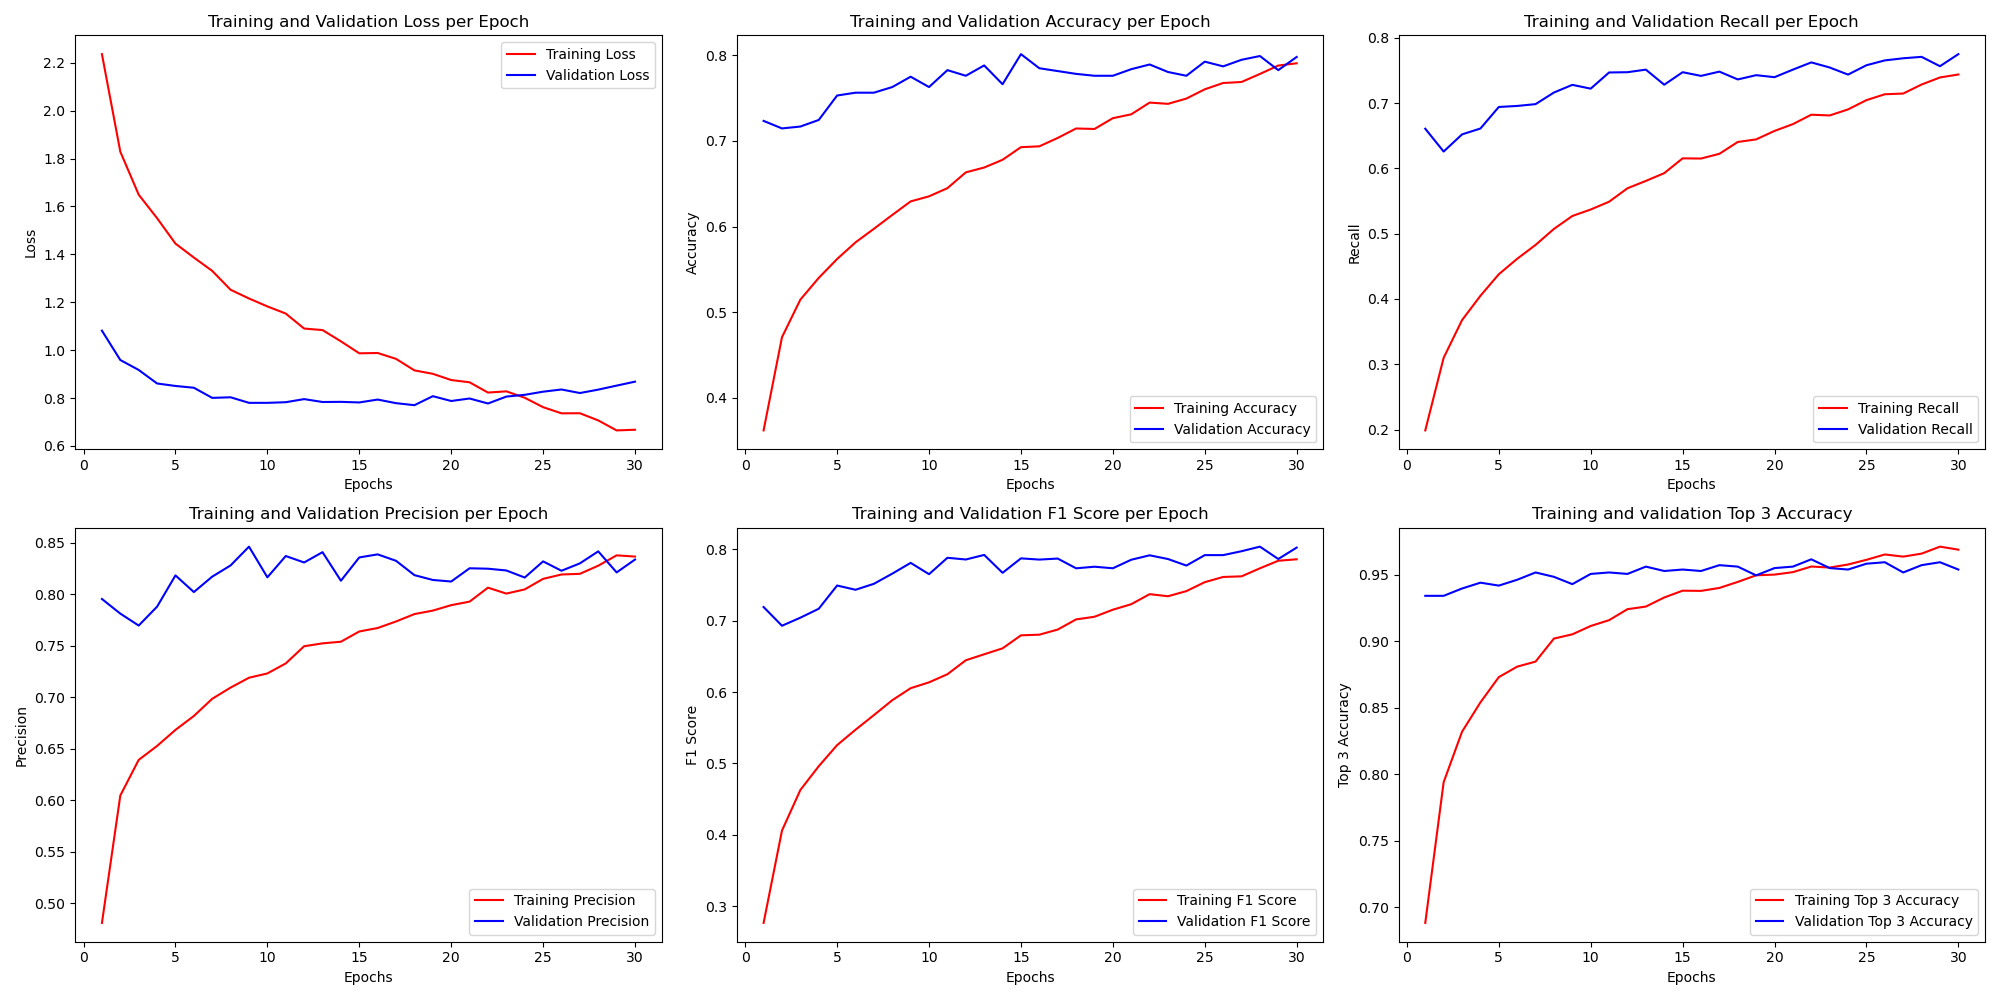 Training and Validation Loss per Epoch
Training Loss
Validation Loss
Loss
2.2
2.0
1.8
1.6
1.4
1.2
1.0
0.8
0.6
0
5
10
15
20
25
30
Epochs
Training and Validation Accuracy per Epoch
Accuracy
0.8
0.7
0.6
0.5
0.4
Training Accuracy
Validation Accuracy
0
5
10
15
20
25
30
Epochs
Training and Validation Recall per Epoch
Recall
0.8
0.7
0.6
0.5
0.4
0.3
0.2
Training Recall
Validation Recall
0
5
10
15
20
25
30
Epochs
Training and Validation Precision per Epoch
Precision
0.85
0.80
0.75
0.70
0.65
0.60
0.55
0.50
Training Precision
Validation Precision
0
5
10
15
20
25
30
Epochs
Training and Validation F1 Score per Epoch
F1 Score
0.8
0.7
0.6
0.5
0.4
0.3
Training F1 Score
Validation F1 Score
0
5
10
15
20
25
30
Epochs
Training and validation Top 3 Accuracy
Top 3 Accuracy
0.95
0.90
0.85
0.80
0.75
0.70
Training Top 3 Accuracy
Validation Top 3 Accuracy
0
5
10
15
20
25
30
Epochs